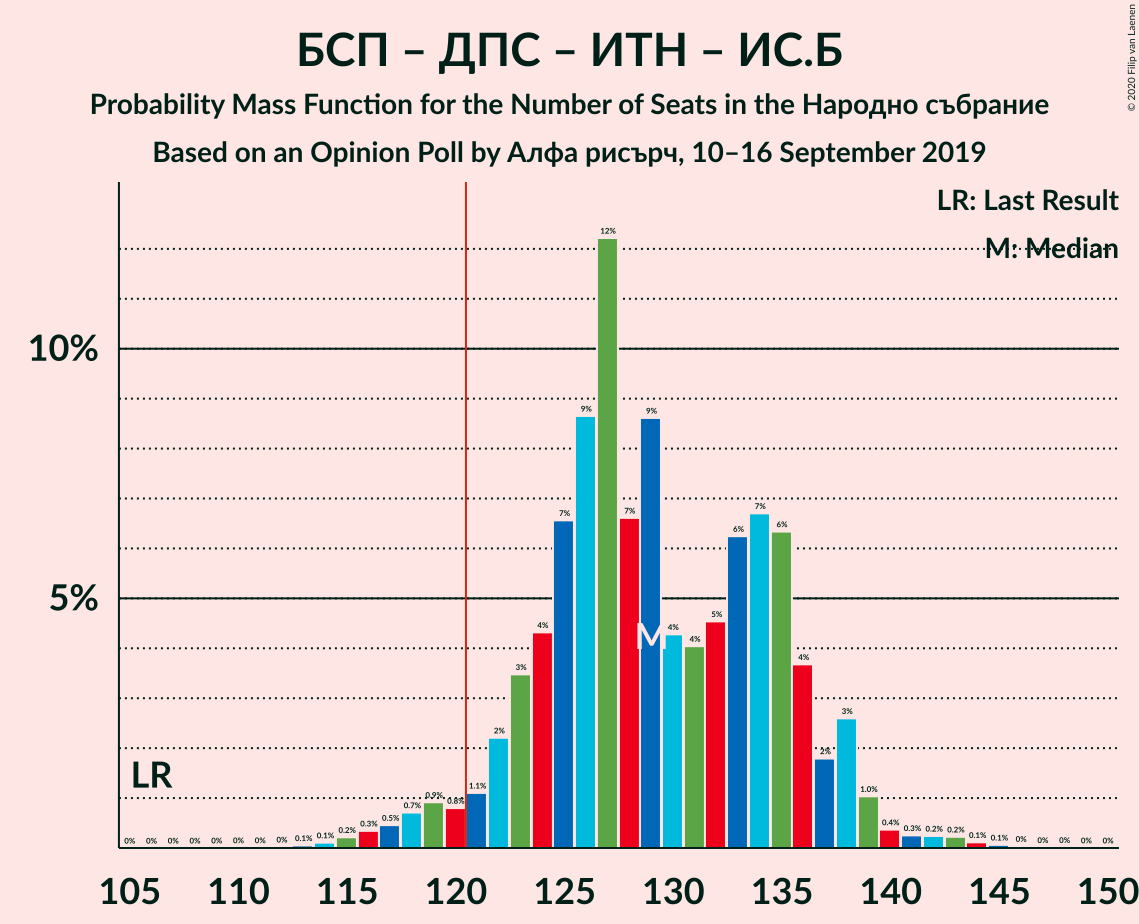 БСП – ДПС – ИТН – ИС.Б
Probability Mass Function for the Number of Seats in the Народно събрание
Based on an Opinion Poll by Алфа рисърч, 10–16 September 2019
© 2020 Filip van Laenen
LR: Last Result
M: Median
12%
10%
9% 9%
7% 7% 7%
6% 6%
5%
5%
4% M 4% 4% 4%
3% 3%
2% 2%
LR
0% 0% 0% 0% 0% 0% 0% 0% 0.1% 0.1% 0.2% 0.3% 0.5% 0.7% 0.9% 0.8% 1.1% 1.0% 0.4% 0.3% 0.2% 0.2% 0.1% 0.1% 0% 0% 0% 0% 0%
105 110 115 120 125 130 135 140 145 150